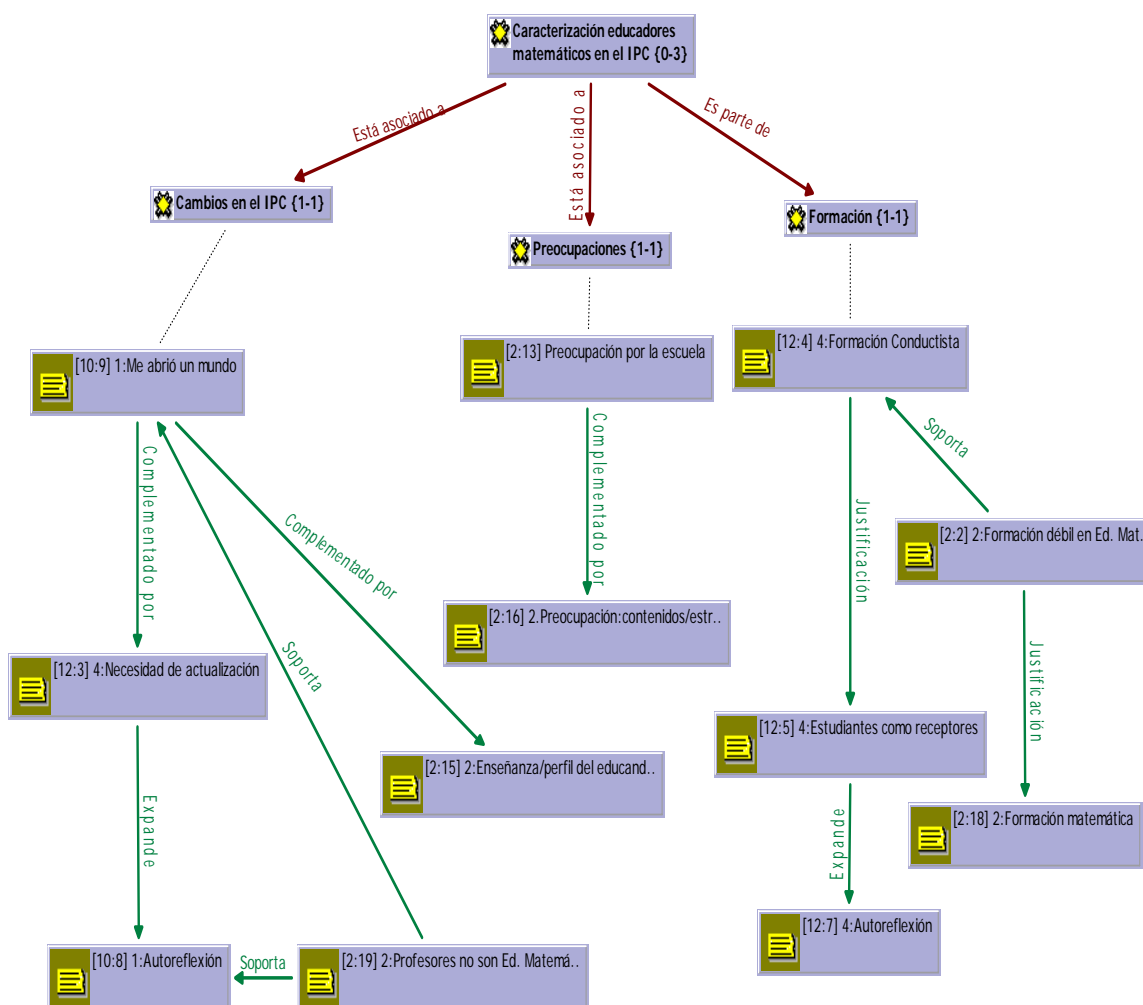 Caracterización educadores
matemáticos en el IPC {0-3}
Está asociado a
Está asociado a
Es parte de
Cambios en el IPC {1-1}
Preocupaciones {1-1}
Formación {1-1}
[10:9] 1:Me abrió un mundo
[2:13] Preocupación por la escuela
[12:4] 4:Formación Conductista
Complementado por
Complementado por
Complementado por
Soporta
Justificación
Soporta
[2:2] 2:Formación débil en Ed. Mat.
[2:16] 2.Preocupación:contenidos/estr..
Justificación
[12:3] 4:Necesidad de actualización
[2:15] 2:Enseñanza/perfil del educand..
[12:5] 4:Estudiantes como receptores
[2:18] 2:Formación matemática
Expande
Expande
[12:7] 4:Autoreflexión
[10:8] 1:Autoreflexión
Soporta
[2:19] 2:Profesores no son Ed. Matemá..